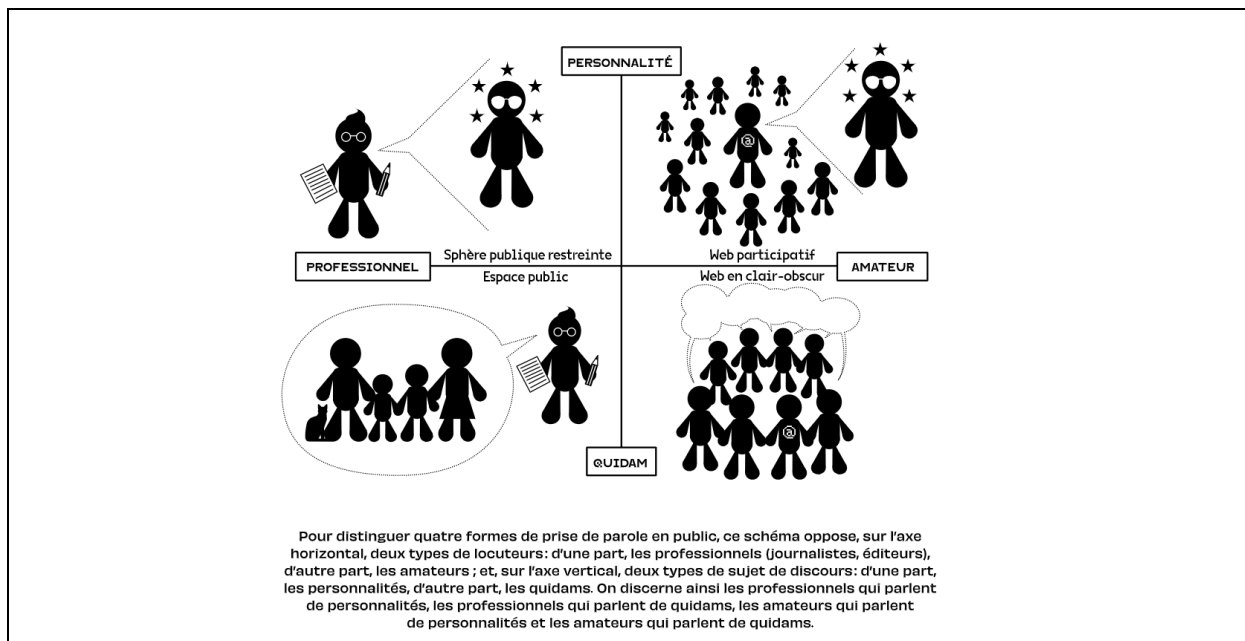 PERSONNALITÉ
@
PROFESSIONNEL
Sphère publique restreinte
Web participatif
AMATEUR
Espace public
Web en clair-obscur
@
QUIDAM
Pour distinguer quatre formes de prise de parole en public, ce schéma oppose, sur l'axe
horizontal, deux types de locuteurs : d'une part, les professionnels (journalistes, éditeurs),
d'autre part, les amateurs ; et, sur l'axe vertical, deux types de sujet de discours : d'une part,
les personnalités, d'autre part, les quidams. On discerne ainsi les professionnels qui parlent
de personnalités, les professionnels qui parlent de quidams, les amateurs qui parlent
de personnalités et les amateurs qui parlent de quidams.